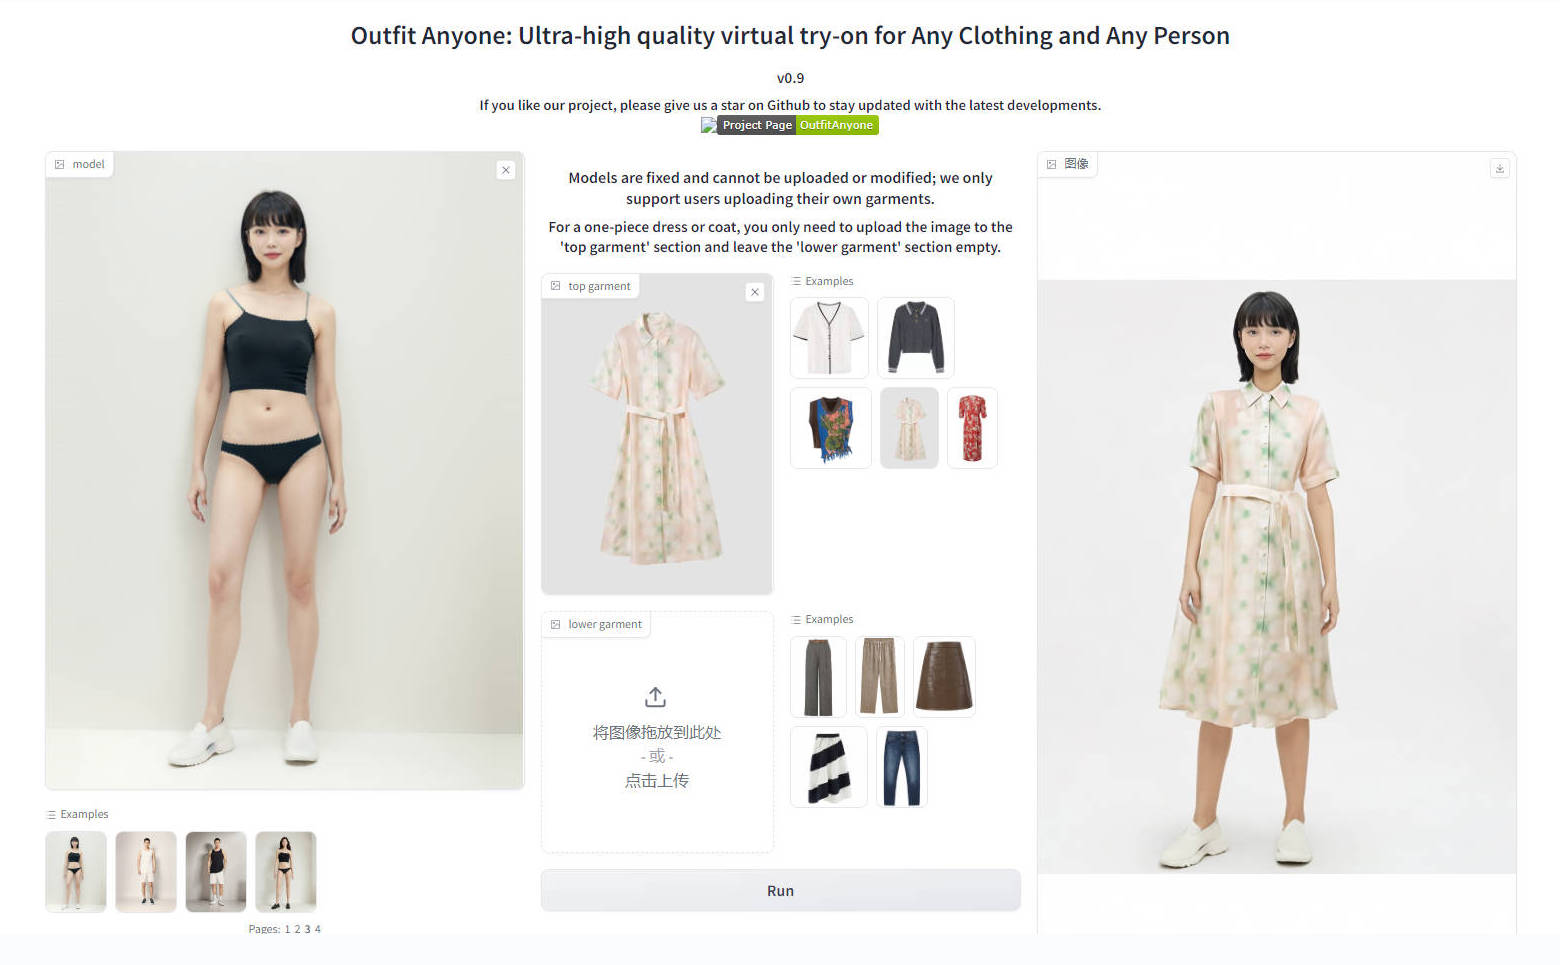 Outfit Anyone: Ultra-high quality virtual try-on for Any Clothing and Any Person
v0.9
If you like our project, please give us a star on Github to stay updated with the latest developments.
Project Page OutfitAnyone
model
Models are fixed and cannot be uploaded or modified; we only
support users uploading their own garments.
For a one-piece dress or coat, you only need to upload the image to the
'top garment' section and leave the 'lower garment' section empty.
top garment
Examples
lower garment
将图像拖放到此处
- 或 -
点击上传
Examples
Run
图像
Examples
Pages: 1 2 3 4